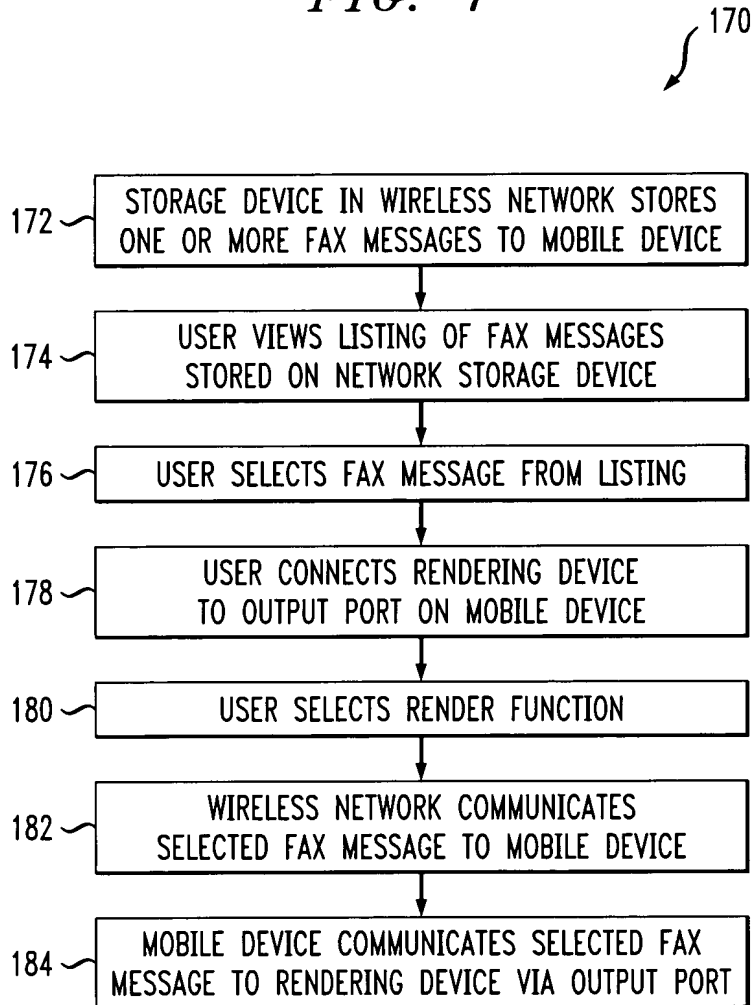 FIG.
170
172
STORAGE DEVICE IN WIRELESS NETWORK STORES
ONE OR MORE FAX MESSAGES TO MOBILE DEVICE
174
USER VIEWS LISTING OF FAX MESSAGES
STORED ON NETWORK STORAGE DEVICE
176
USER SELECTS FAX MESSAGE FROM LISTING
178
USER CONNECTS RENDERING DEVICE
TO OUTPUT PORT ON MOBILE DEVICE
180
USER SELECTS RENDER FUNCTION
182
WIRELESS NETWORK COMMUNICATES
SELECTED FAX MESSAGE TO MOBILE DEVICE
184
MOBILE DEVICE COMMUNICATES SELECTED FAX
MESSAGE TO RENDERING DEVICE VIA OUTPUT PORT